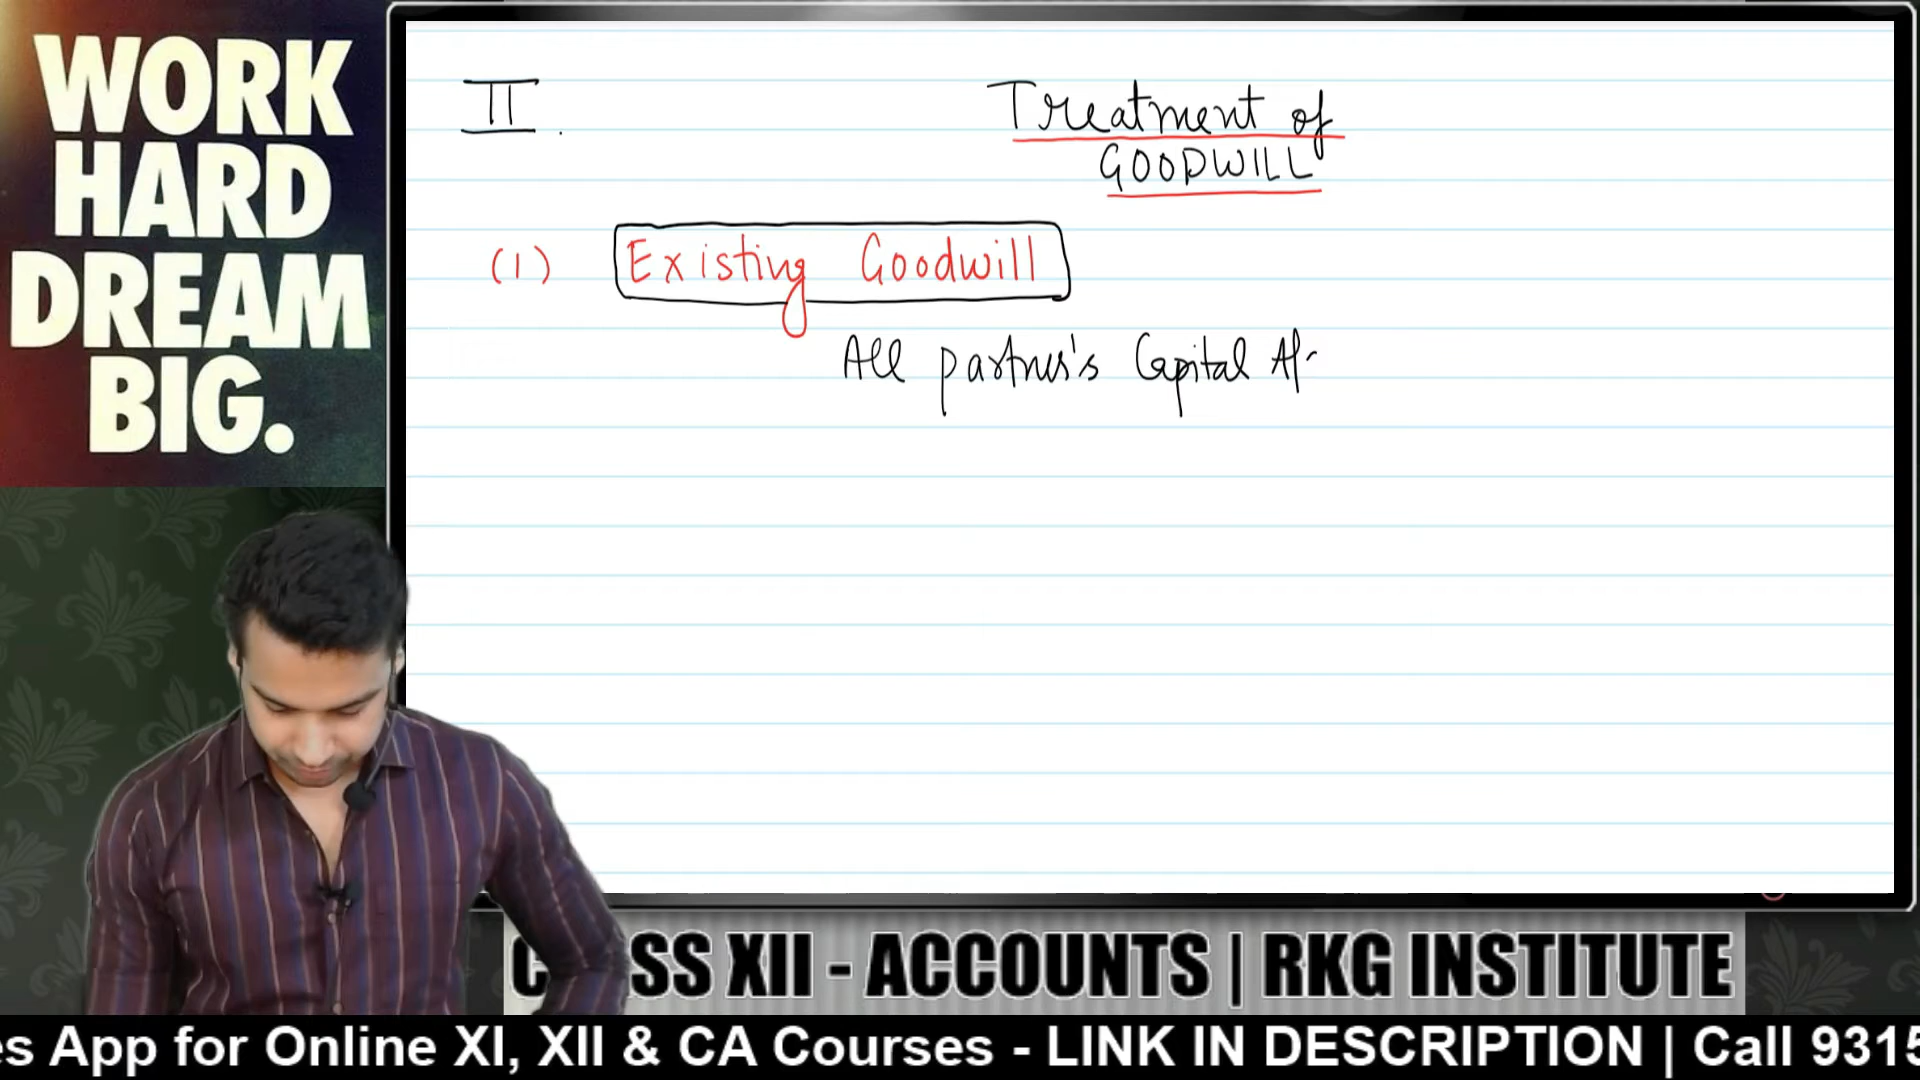 WORK
HARD
DREAM
BIG.
II.
Treatment of
GOODWILL
(1) Existing Goodwill
All partner's Capital A/c
SS XII - ACCOUNTS | RKG INSTITUTE
es App for Online XI, XII & CA Courses - LINK IN DESCRIPTION | Call 9315